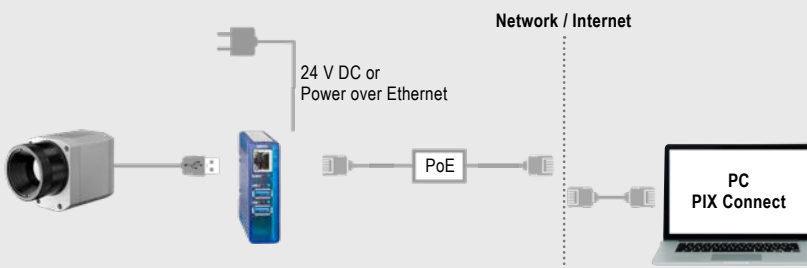 Network / Internet
24 V DC or
Power over Ethernet
PoE
PC
PIX Connect